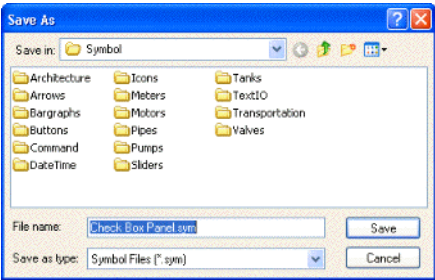 Save As
Save in: Symbol
Architecture Icons Tanks
Arrows Meters TextIO
Bargraphs Motors Transportation
Buttons Pipes Valves
Command Pumps
DateTime Sliders
File name: Check Box Panel.sym Save
Save as type: Symbol Files (*.sym) Cancel